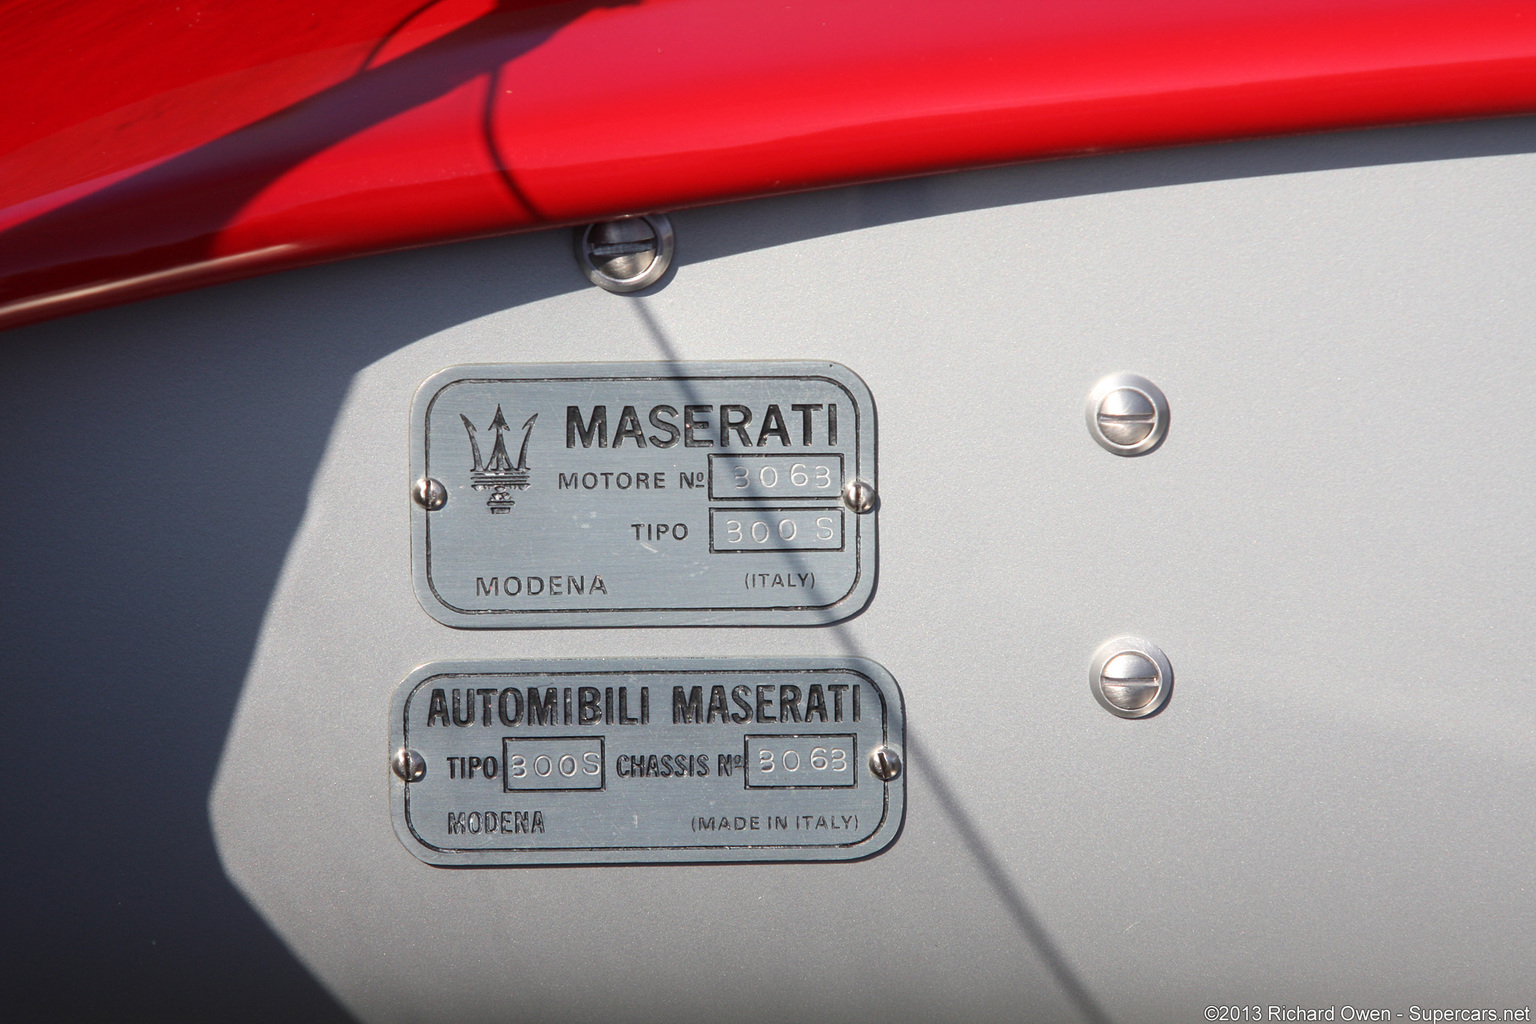 MASERATI
MOTORE Nº 3063
TIPO 300 S
MODENA (ITALY)
AUTOMIBILI MASERATI
TIPO 300S CHASSIS Nº 3063
MODENA (MADE IN ITALY)
©2013 Richard Owen - Supercars.net